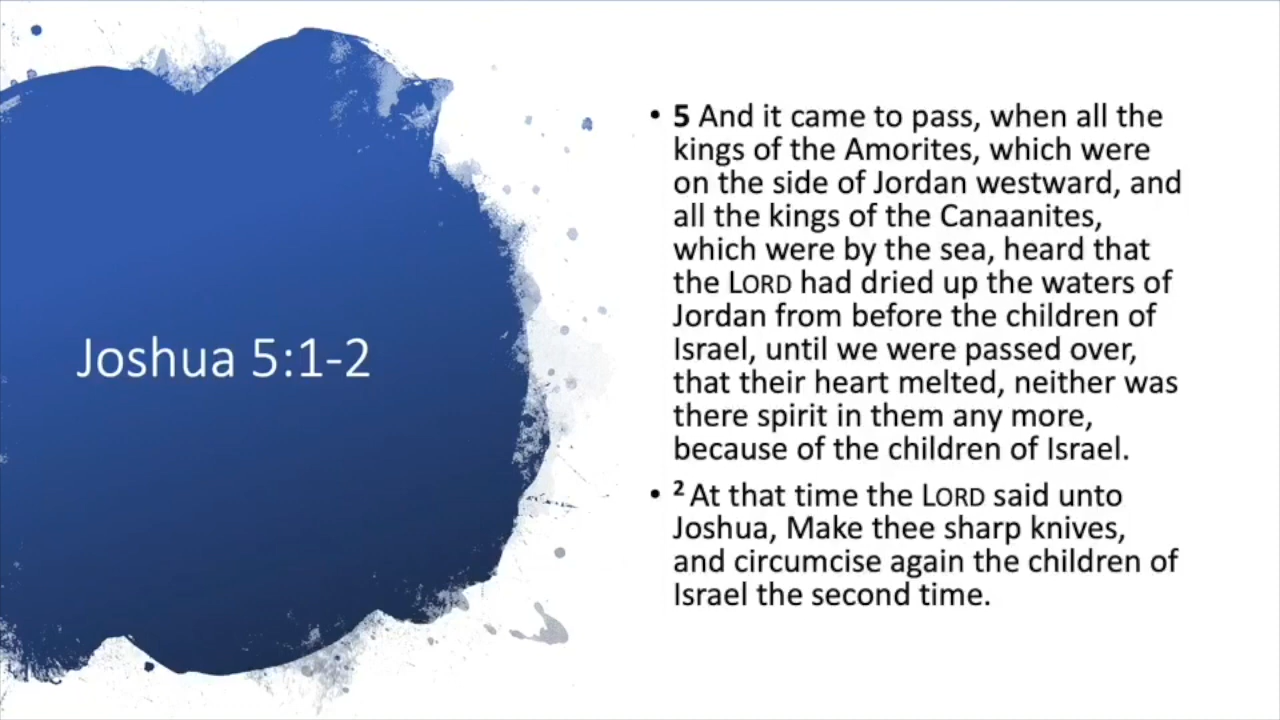 Joshua 5:1-2
• 5 And it came to pass, when all the
kings of the Amorites, which were
on the side of Jordan westward, and
all the kings of the Canaanites,
which were by the sea, heard that
the LORD had dried up the waters of
Jordan from before the children of
Israel, until we were passed over,
that their heart melted, neither was
there spirit in them any more,
because of the children of Israel.
• ² At that time the LORD said unto
Joshua, Make thee sharp knives,
and circumcise again the children of
Israel the second time.